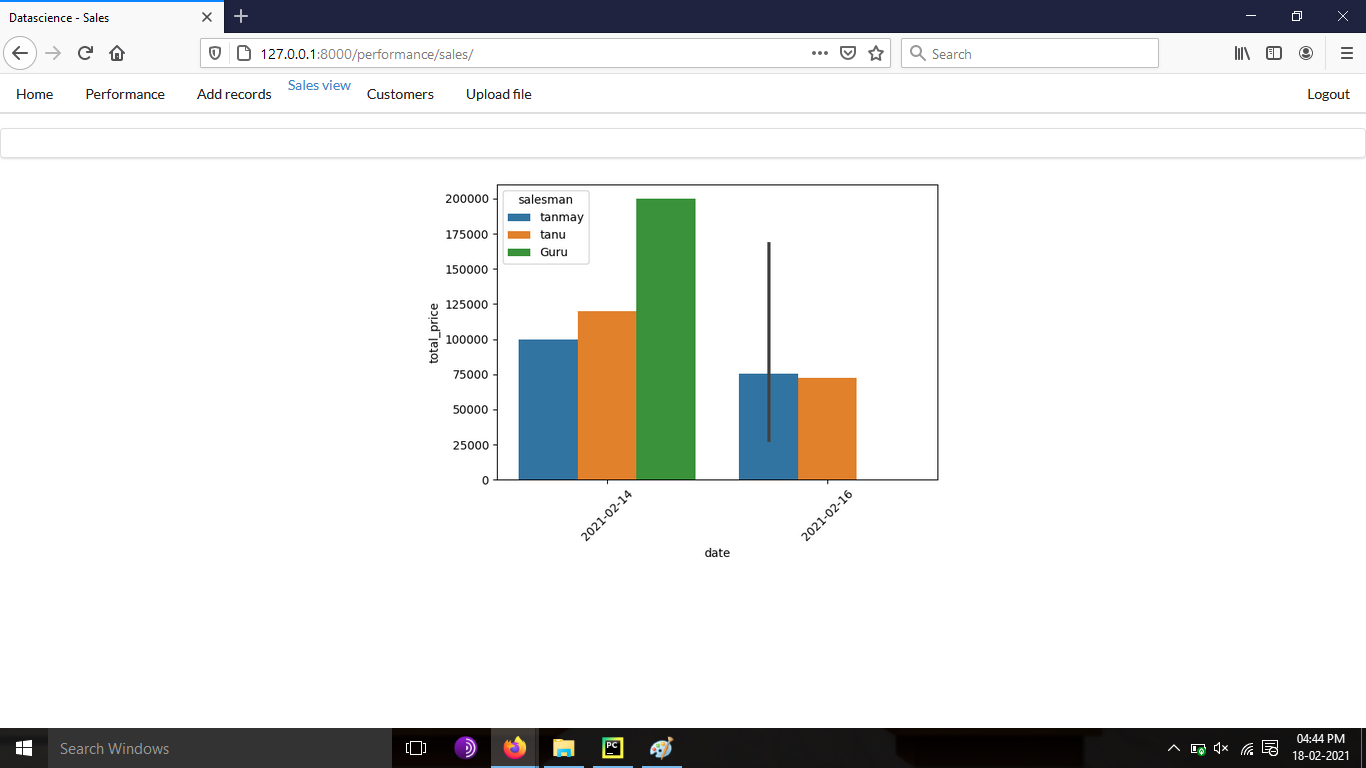 Datascience - Sales
127.0.0.1:8000/performance/sales/
Search
Home Performance Add records Sales view Customers Upload file Logout
salesman
tanmay
tanu
Guru
200000
175000
150000
125000
100000
75000
50000
25000
0
total_price
2021-02-14 2021-02-16
date
Search Windows
PC
04:44 PM
18-02-2021